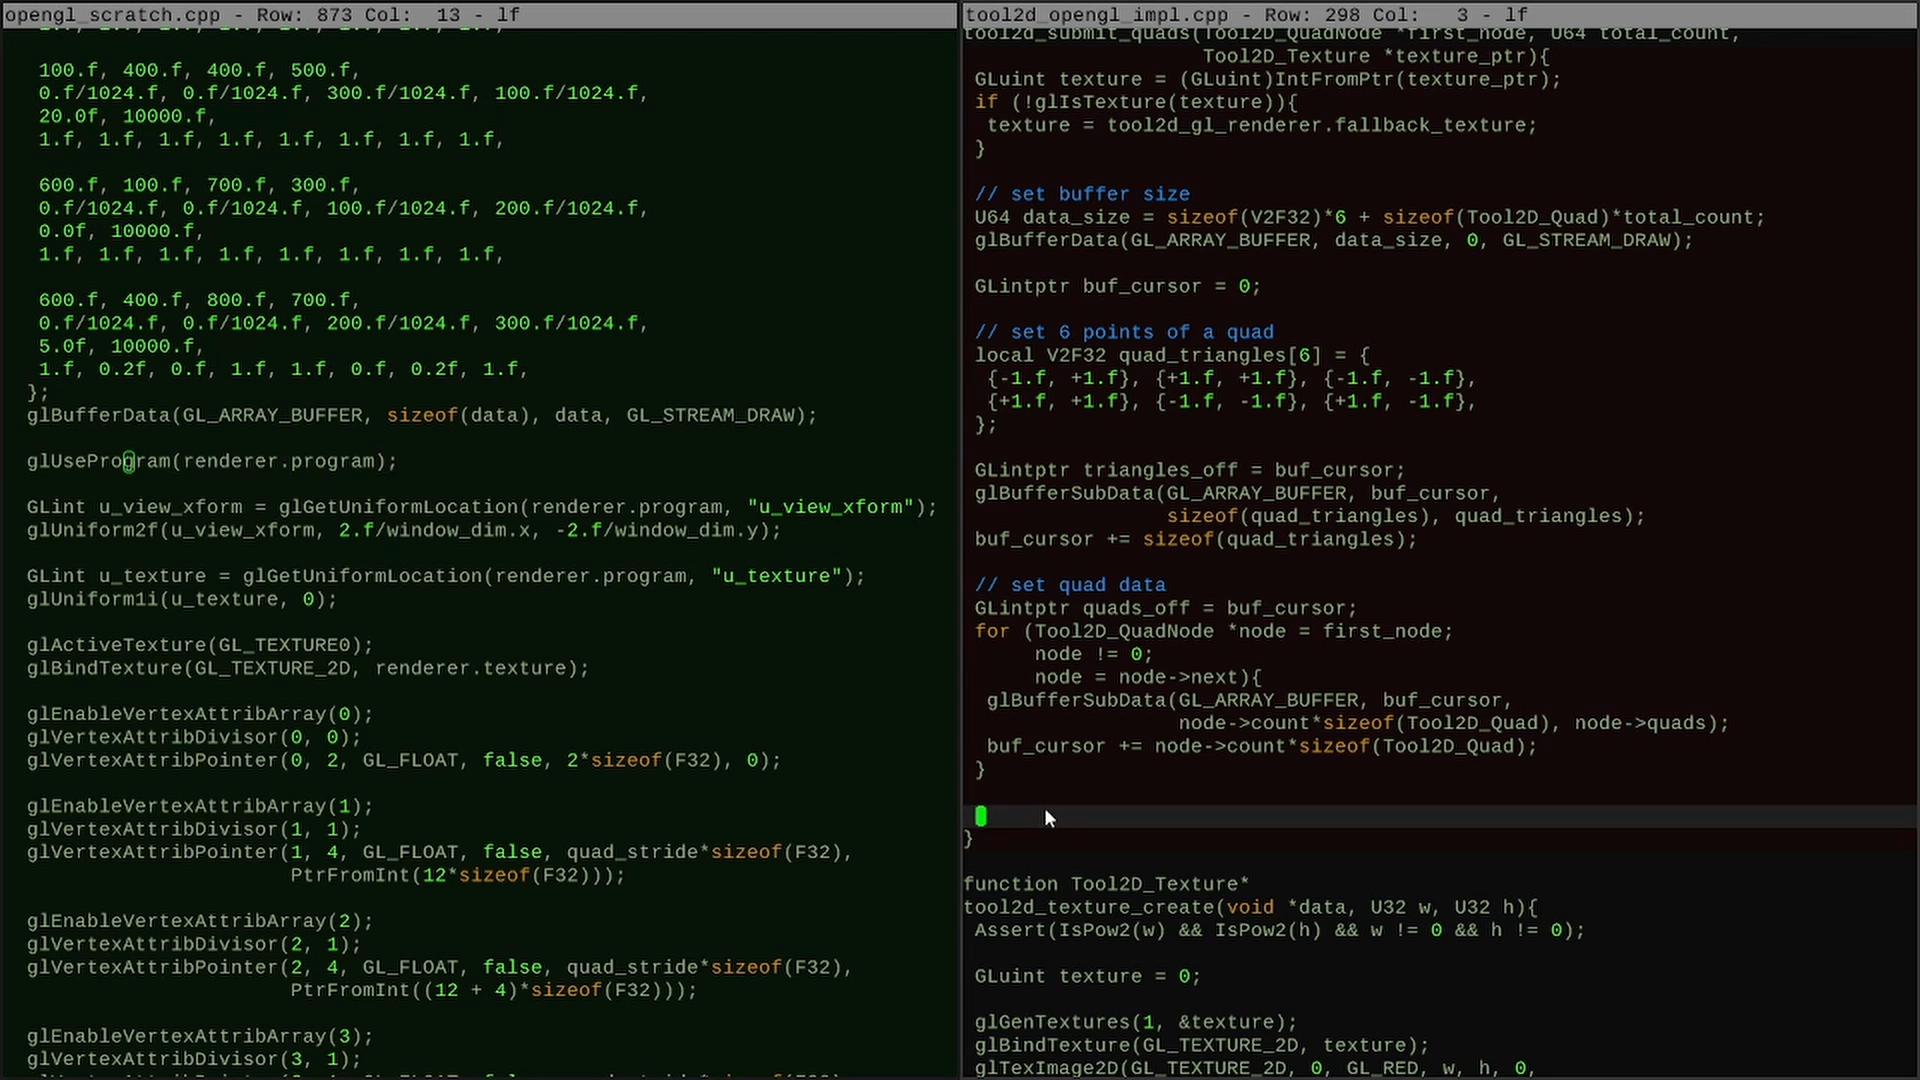 opengl_scratch.cpp - Row: 873 Col:  13 - lf
100.f, 400.f, 400.f, 500.f,
0.f/1024.f, 0.f/1024.f, 300.f/1024.f, 100.f/1024.f,
20.0f, 10000.f,
1.f, 1.f, 1.f, 1.f, 1.f, 1.f, 1.f, 1.f,
600.f, 100.f, 700.f, 300.f,
0.f/1024.f, 0.f/1024.f, 100.f/1024.f, 200.f/1024.f,
0.0f, 10000.f,
1.f, 1.f, 1.f, 1.f, 1.f, 1.f, 1.f, 1.f,
600.f, 400.f, 800.f, 700.f,
0.f/1024.f, 0.f/1024.f, 200.f/1024.f, 300.f/1024.f,
5.0f, 10000.f,
1.f, 0.2f, 0.f, 1.f, 1.f, 0.f, 0.2f, 1.f,
};
glBufferData(GL_ARRAY_BUFFER, sizeof(data), data, GL_STREAM_DRAW);
glUseProgram(renderer.program);
GLint u_view_xform = glGetUniformLocation(renderer.program, "u_view_xform");
glUniform2f(u_view_xform, 2.f/window_dim.x, -2.f/window_dim.y);
GLint u_texture = glGetUniformLocation(renderer.program, "u_texture");
glUniform1i(u_texture, 0);
glActiveTexture(GL_TEXTURE0);
glBindTexture(GL_TEXTURE_2D, renderer.texture);
glEnableVertexAttribArray(0);
glVertexAttribDivisor(0, 0);
glVertexAttribPointer(0, 2, GL_FLOAT, false, 2*sizeof(F32), 0);
glEnableVertexAttribArray(1);
glVertexAttribDivisor(1, 1);
glVertexAttribPointer(1, 4, GL_FLOAT, false, quad_stride*sizeof(F32),
PtrFromInt(12*sizeof(F32)));
glEnableVertexAttribArray(2);
glVertexAttribDivisor(2, 1);
glVertexAttribPointer(2, 4, GL_FLOAT, false, quad_stride*sizeof(F32),
PtrFromInt((12 + 4)*sizeof(F32)));
glEnableVertexAttribArray(3);
glVertexAttribDivisor(3, 1);
tool2d_opengl_impl.cpp - Row: 298 Col:   3 - lf
tool2d_submit_quads(Tool2D_QuadNode *first_node, U64 total_count,
Tool2D_Texture *texture_ptr){
GLuint texture = (GLuint)IntFromPtr(texture_ptr);
if (!glIsTexture(texture)){
texture = tool2d_gl_renderer.fallback_texture;
}
// set buffer size
U64 data_size = sizeof(V2F32)*6 + sizeof(Tool2D_Quad)*total_count;
glBufferData(GL_ARRAY_BUFFER, data_size, 0, GL_STREAM_DRAW);
GLintptr buf_cursor = 0;
// set 6 points of a quad
local V2F32 quad_triangles[6] = {
{-1.f, +1.f}, {+1.f, +1.f}, {-1.f, -1.f},
{+1.f, +1.f}, {-1.f, -1.f}, {+1.f, -1.f},
};
GLintptr triangles_off = buf_cursor;
glBufferSubData(GL_ARRAY_BUFFER, buf_cursor,
sizeof(quad_triangles), quad_triangles);
buf_cursor += sizeof(quad_triangles);
// set quad data
GLintptr quads_off = buf_cursor;
for (Tool2D_QuadNode *node = first_node;
node != 0;
node = node->next){
glBufferSubData(GL_ARRAY_BUFFER, buf_cursor,
node->count*sizeof(Tool2D_Quad), node->quads);
buf_cursor += node->count*sizeof(Tool2D_Quad);
}
}
function Tool2D_Texture*
tool2d_texture_create(void *data, U32 w, U32 h){
Assert(IsPow2(w) && IsPow2(h) && w != 0 && h != 0);
GLuint texture = 0;
glGenTextures(1, &texture);
glBindTexture(GL_TEXTURE_2D, texture);
glTexImage2D(GL_TEXTURE_2D, 0, GL_RED, w, h, 0,